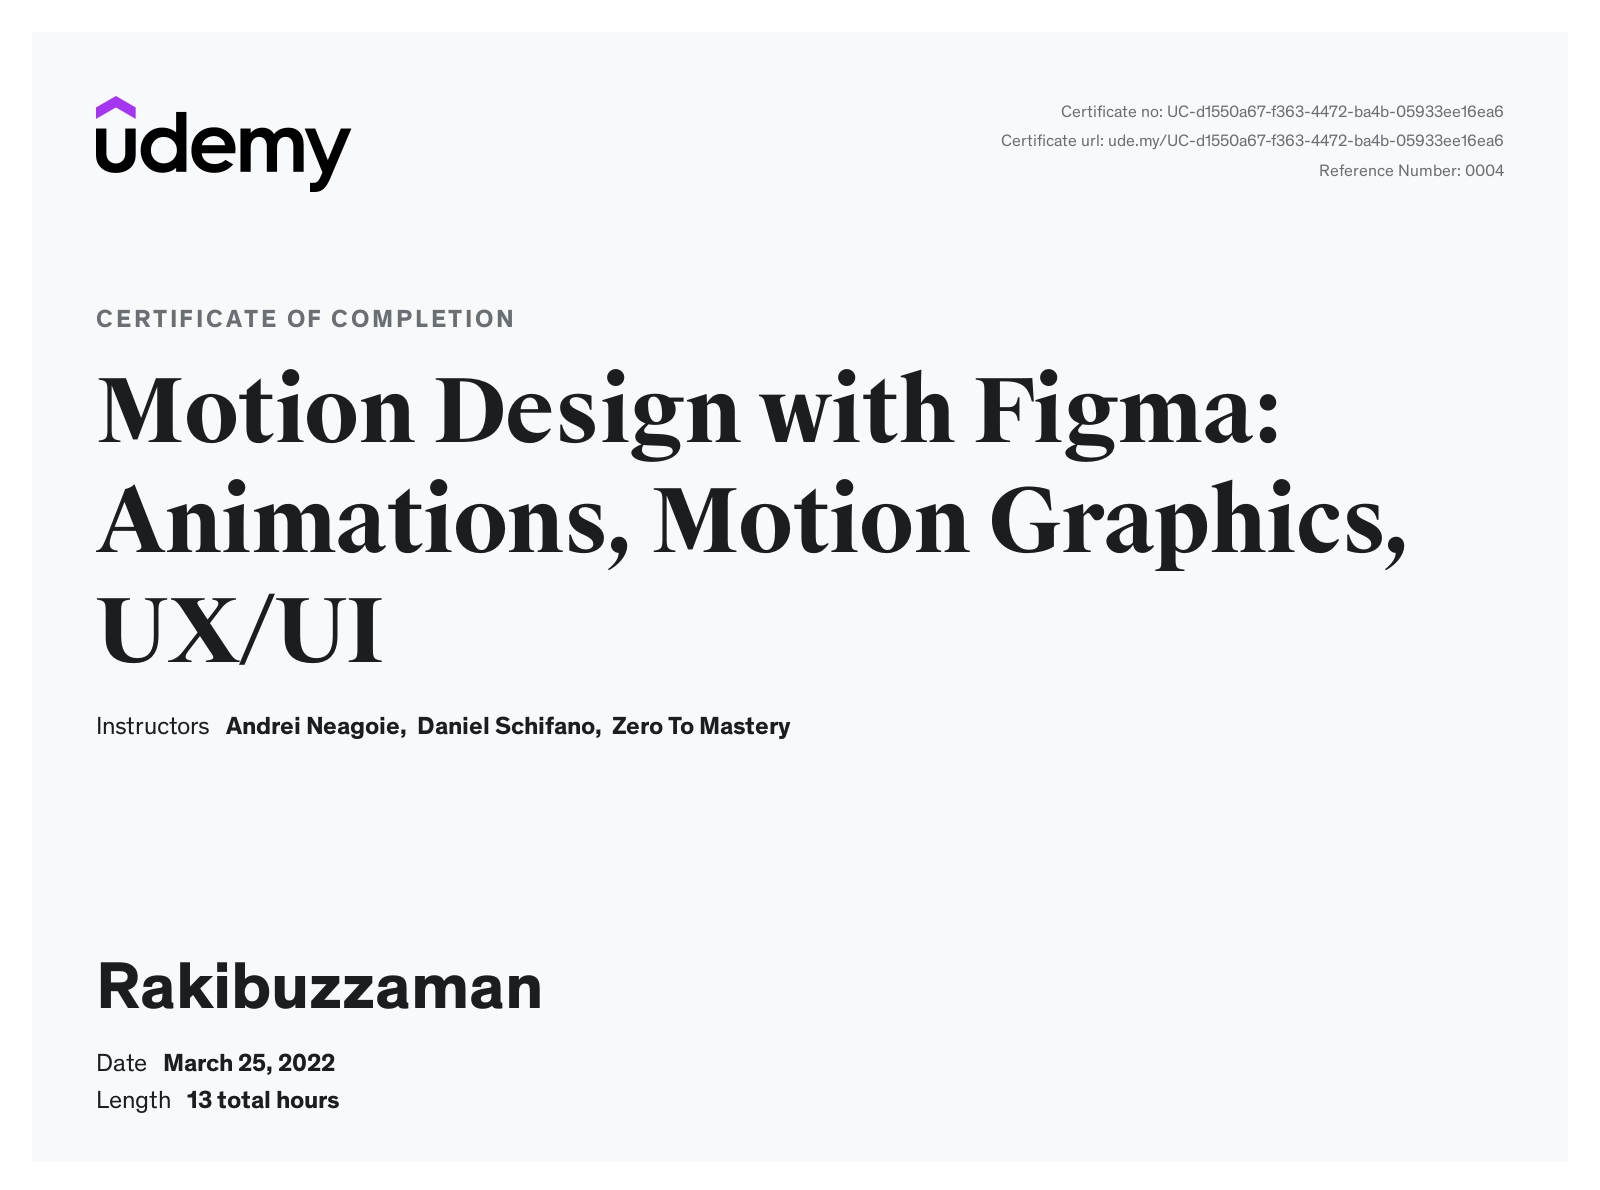 udemy
Certificate no: UC-d1550a67-f363-4472-ba4b-05933ee16ea6
Certificate url: ude.my/UC-d1550a67-f363-4472-ba4b-05933ee16ea6
Reference Number: 0004
CERTIFICATE OF COMPLETION
Motion Design with Figma:
Animations, Motion Graphics,
UX/UI
Instructors Andrei Neagoie, Daniel Schifano, Zero To Mastery
Rakibuzzaman
Date March 25, 2022
Length 13 total hours